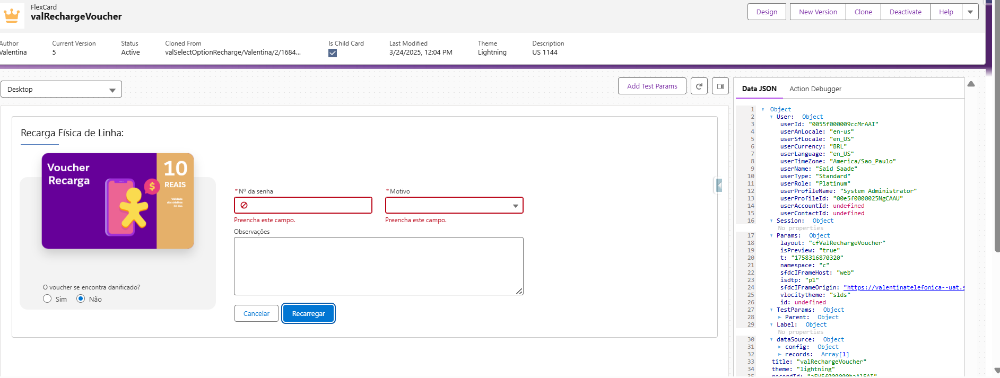 FlexCard
valRechargeVoucher
Design
New Version
Clone
Deactivate
Help
Author
Valentina
Current Version
5
Status
Active
Cloned From
valSelectOptionRecharge/Valentina/2/1684...
Is Child Card
Last Modified
3/24/2025, 12:04 PM
Theme
Lightning
Description
US 1144
Desktop
Add Test Params
Recarga Física de Linha:
Voucher
Recarga
10
REAIS
Validade
dos créditos
30 dias
$
O voucher se encontra danificado?
Sim
Não
*Nº da senha
Preencha este campo.
*Motivo
Preencha este campo.
Observações
Cancelar
Recarregar
Data JSON
Action Debugger
1 Object
2 User: Object
3 userId: "0055f000009ccMrAAI"
4 userAnLocale: "en-us"
5 userSfLocale: "en_US"
6 userCurrency: "BRL"
7 userLanguage: "en_US"
8 userTimeZone: "America/Sao_Paulo"
9 userName: "Said Saade"
10 userType: "Standard"
11 userRole: "Platinum"
12 userProfileName: "System Administrator"
13 userProfileId: "00e5f0000025NgCAAU"
14 userAccountId: undefined
15 userContactId: undefined
16 Session: Object
No properties
17 Params: Object
18 layout: "cfValRechargeVoucher"
19 isPreview: "true"
20 t: "1758316870320"
21 namespace: "c"
22 sfdcIFrameHost: "web"
23 isdtp: "p1"
24 sfdcIFrameOrigin: "https://valentinatelefonica--uat.s
25 vlocitytheme: "slds"
26 id: undefined
27 TestParams: Object
28 Parent: Object
29 Label: Object
No properties
30 dataSource: Object
31 config: Object
32 records: Array[1]
33 title: "valRechargeVoucher"
34 theme: "lightning"